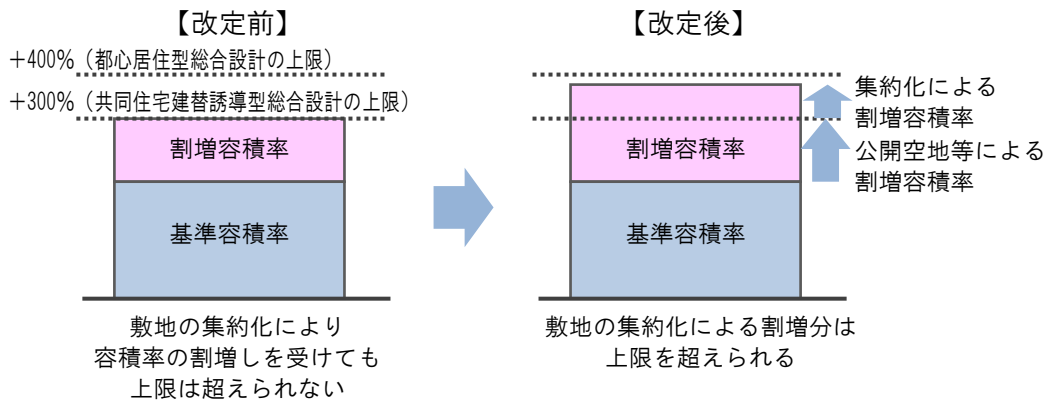 【改定前】
+400%（都心居住型総合設計の上限）
+300%（共同住宅建替誘導型総合設計の上限）
割増容積率
基準容積率
敷地の集約化により
容積率の割増しを受けても
上限は超えられない
【改定後】
集約化による
割増容積率
公開空地等による
割増容積率
割増容積率
基準容積率
敷地の集約化による割増分は
上限を超えられる